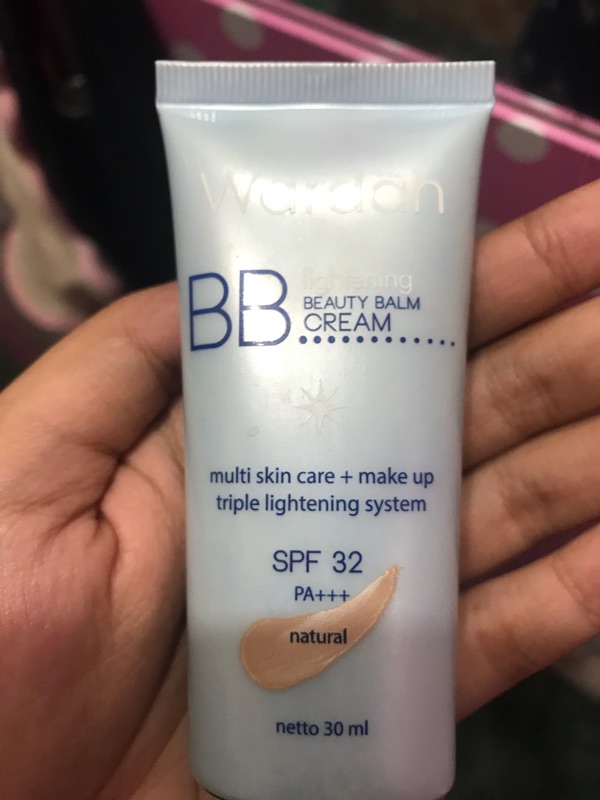 Wardah
BB lightening
BEAUTY BALM
CREAM
multi skin care + make up
triple lightening system
SPF 32
PA+++
natural
netto 30 ml